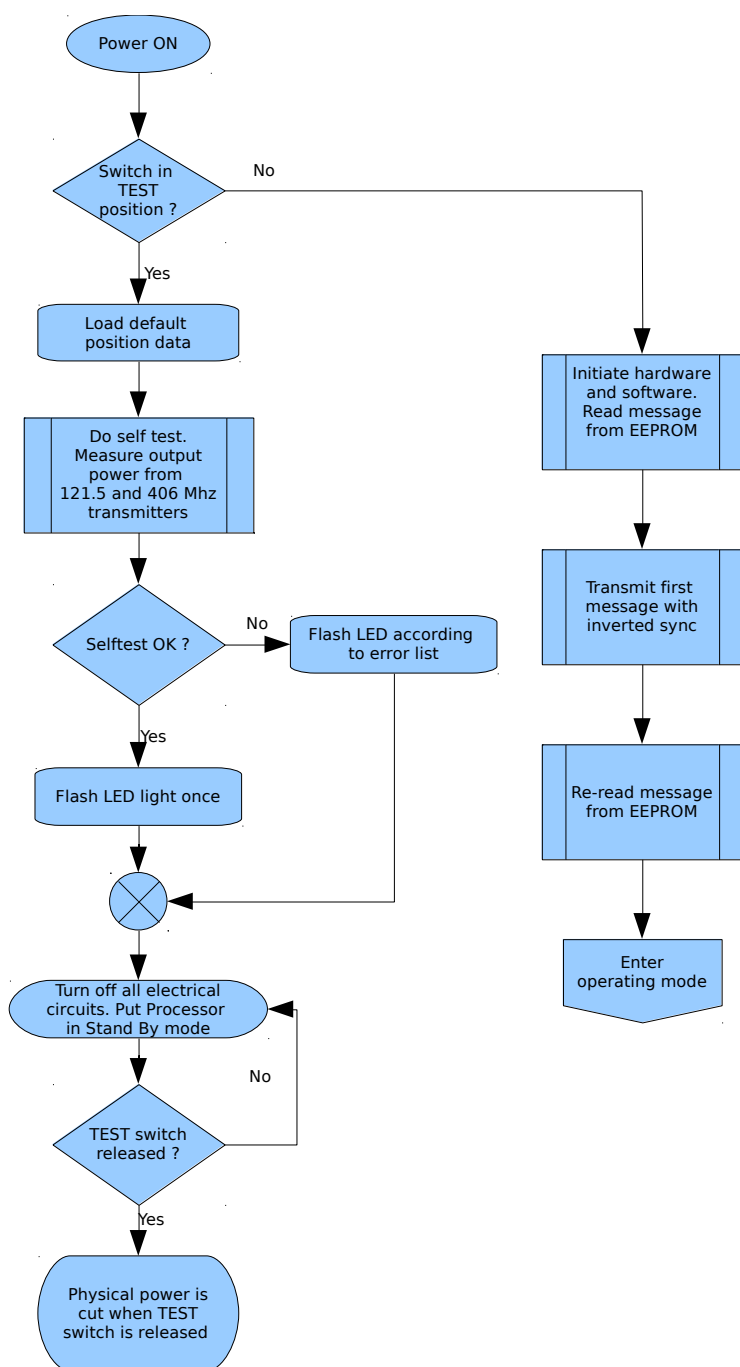 Power ON
Switch in
TEST
position ?
No
Yes
Load default
position data
Do self test.
Measure output
power from
121.5 and 406 Mhz
transmitters
Selftest OK ?
No
Flash LED according
to error list
Yes
Flash LED light once
Turn off all electrical
circuits. Put Processor
in Stand By mode
No
TEST switch
released ?
Yes
Physical power is
cut when TEST
switch is released
Initiate hardware
and software.
Read message
from EEPROM
Transmit first
message with
inverted sync
Re-read message
from EEPROM
Enter
operating mode